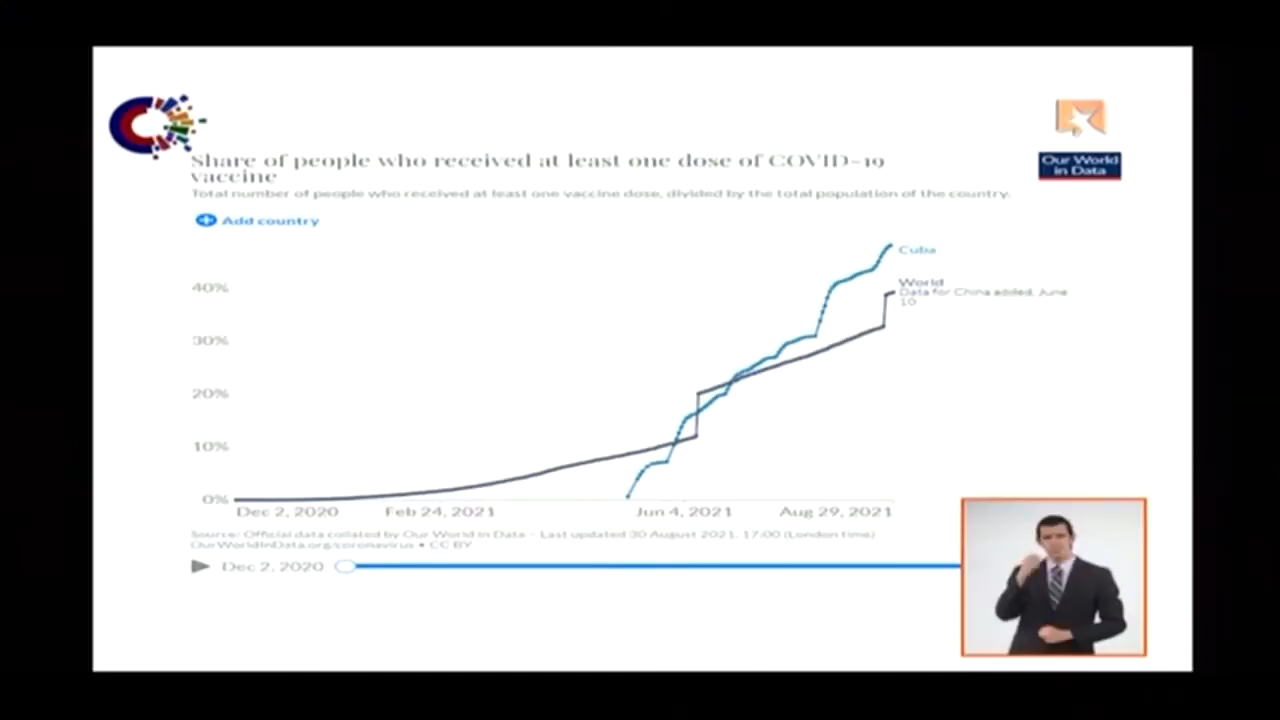 Share of people who received at least one dose of COVID-19
vaccine
Our World
in Data
Total number of people who received at least one vaccine dose, divided by the total population of the country.
Add country
Cuba
World
Data for China added, June
10
40%
30%
20%
10%
0%
Dec 2, 2020
Feb 24, 2021
Jun 4, 2021
Aug 29, 2021
Source: Official data collated by Our World in Data - Last updated 30 August 2021, 17:00 (London time)
OurWorldInData.org/coronavirus • CC BY
Dec 2, 2020